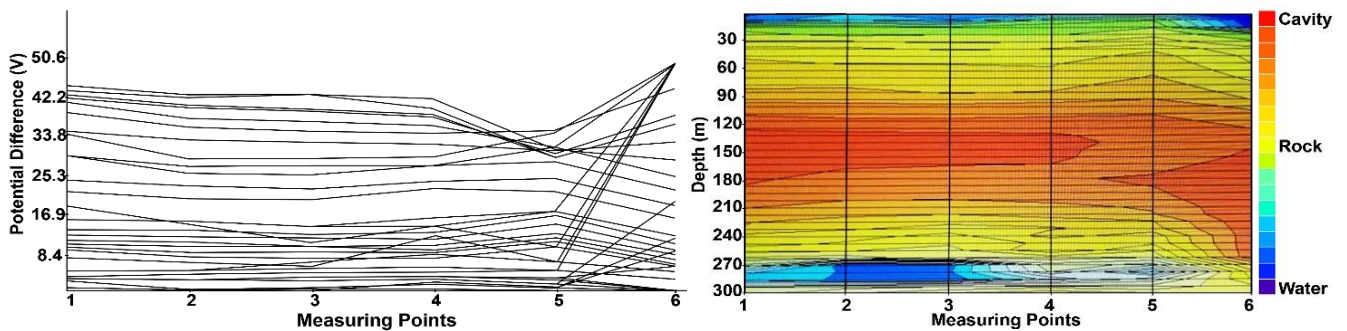 Potential Difference (V)
50.6
42.2
33.8
25.3
16.9
8.4
1 2 3 4 5 6
Measuring Points
Depth (m)
30
60
90
120
150
180
210
240
270
300
1 2 3 4 5 6
Measuring Points
Cavity
Rock
Water